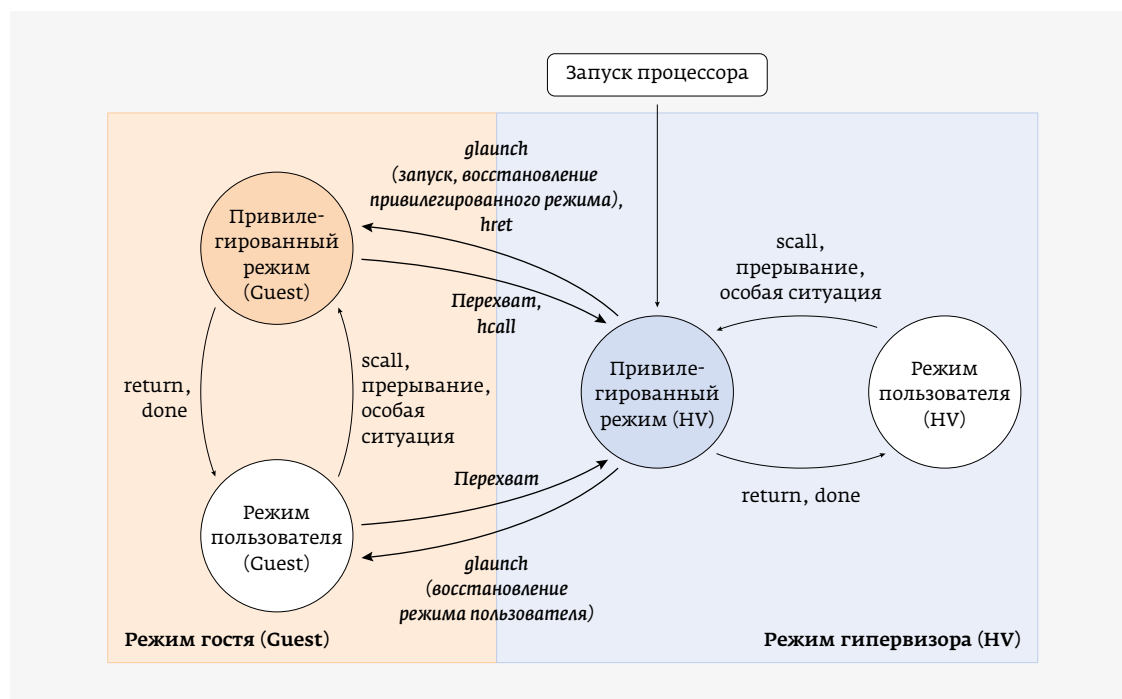 Запуск процессора
glaunch
(запуск, восстановление
привилегированного режима),
hret
Привиле-
гированный
режим
(Guest)
scall,
прерывание,
особая ситуация
Перехват,
hcall
return,
done
scall,
прерывание,
особая
ситуация
Привиле-
гированный
режим (HV)
Режим
пользователя
(HV)
Перехват
return, done
Режим
пользователя
(Guest)
glaunch
(восстановление
режима пользователя)
Режим гостя (Guest)
Режим гипервизора (HV)